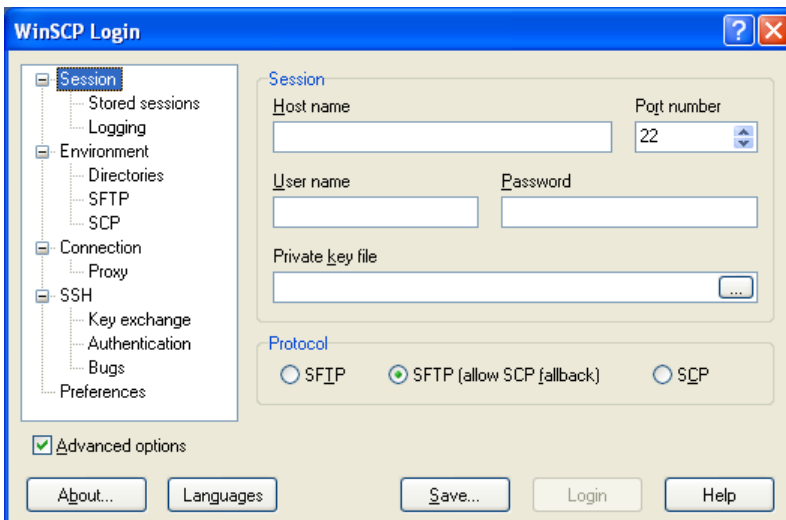 WinSCP Login
Session
Stored sessions
Logging
Environment
Directories
SFTP
SCP
Connection
Proxy
SSH
Key exchange
Authentication
Bugs
Preferences
Session
Host name
Port number
22
User name
Password
Private key file
...
Protocol
SFTP
SFTP (allow SCP fallback)
SCP
Advanced options
About...
Languages
Save...
Login
Help